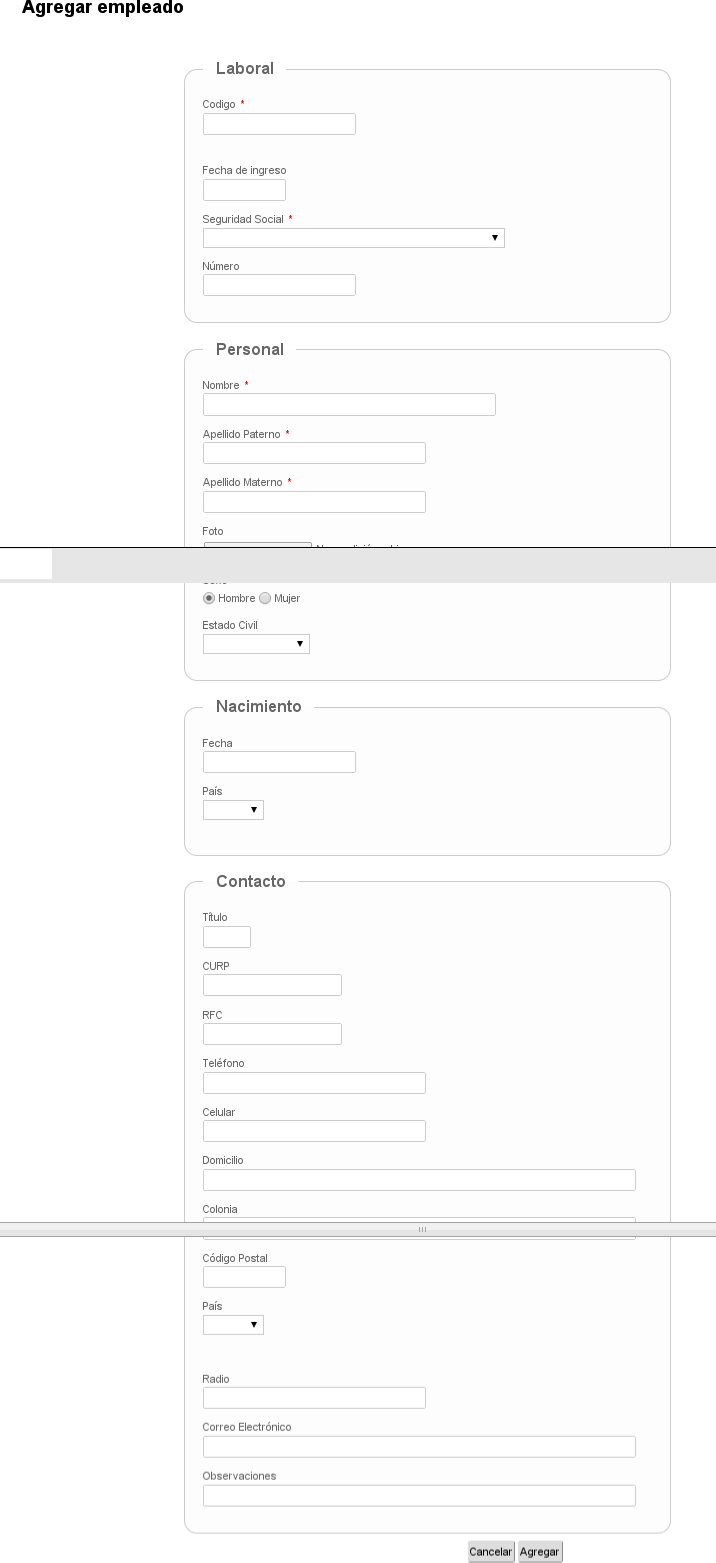 Agregar empleado
Laboral
Codigo *
Fecha de ingreso
Seguridad Social *
Número
Personal
Nombre *
Apellido Paterno *
Apellido Materno *
Foto
Hombre Mujer
Estado Civil
Nacimiento
Fecha
País
Contacto
Título
CURP
RFC
Teléfono
Celular
Domicilio
Colonia
Código Postal
País
Radio
Correo Electrónico
Observaciones
Cancelar Agregar